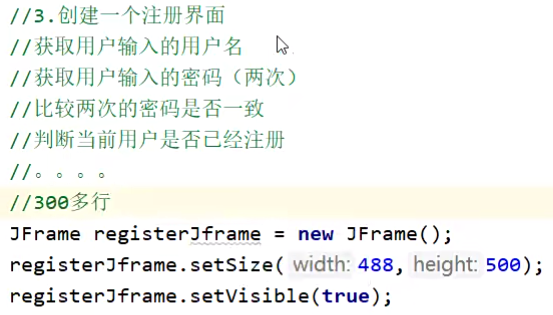 //3.创建一个注册界面
//获取用户输入的用户名
//获取用户输入的密码（两次）
//比较两次的密码是否一致
//判断当前用户是否已经注册
//。。。。
//300多行
JFrame registerJframe = new JFrame();
registerJframe.setSize( width: 488, height: 500);
registerJframe.setVisible(true);